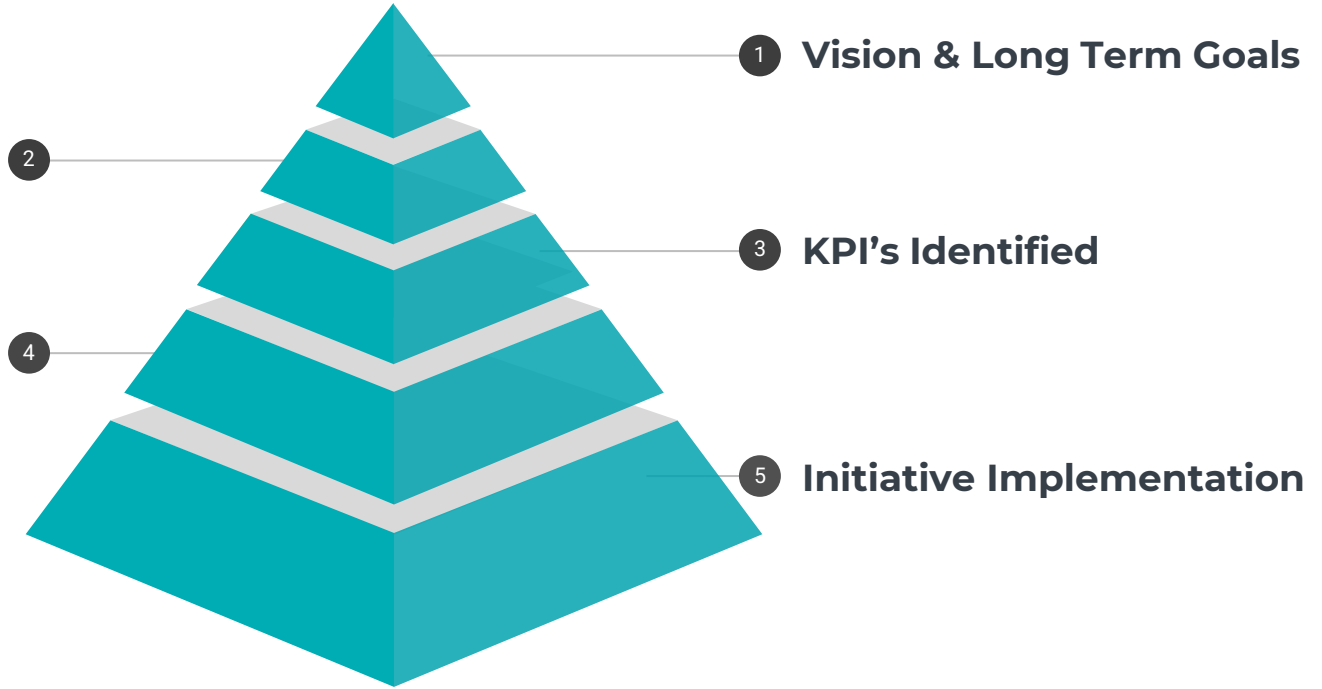 1 Vision & Long Term Goals
2
3 KPI’s Identified
4
5 Initiative Implementation